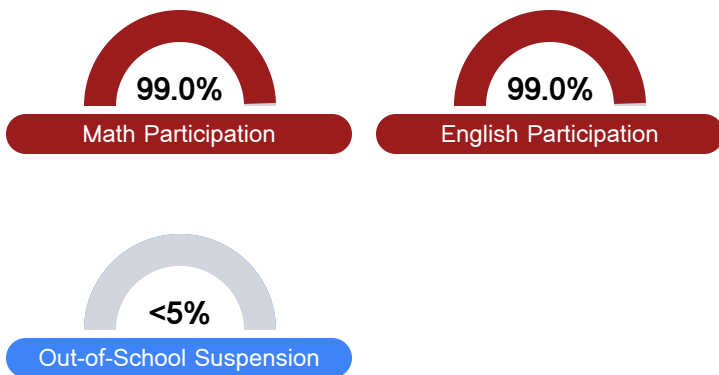 99.0%
Math Participation
99.0%
English Participation
<5%
Out-of-School Suspension